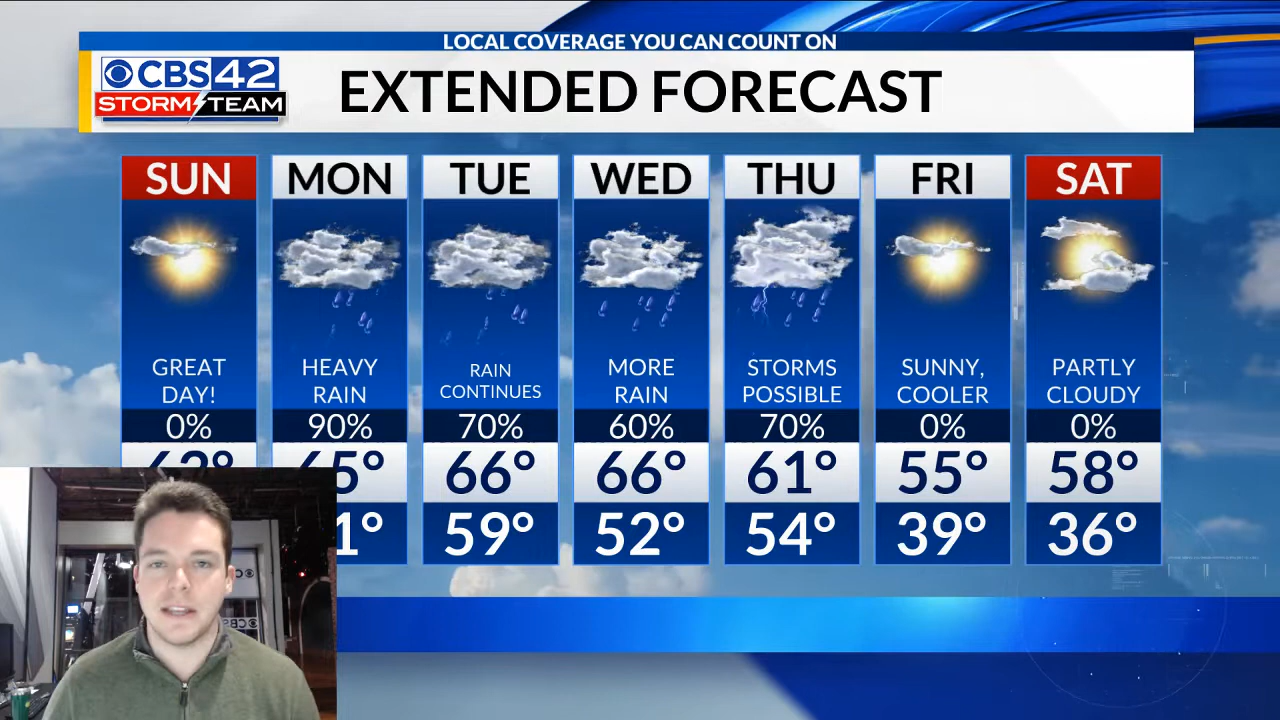 LOCAL COVERAGE YOU CAN COUNT ON
CBS42
STORM TEAM
EXTENDED FORECAST
SUN MON TUE WED THU FRI SAT
GREAT HEAVY RAIN MORE STORMS SUNNY, PARTLY
DAY! RAIN CONTINUES RAIN POSSIBLE COOLER CLOUDY
0% 90% 70% 60% 70% 0% 0%
66° 66° 61° 55° 58°
59° 52° 54° 39° 36°